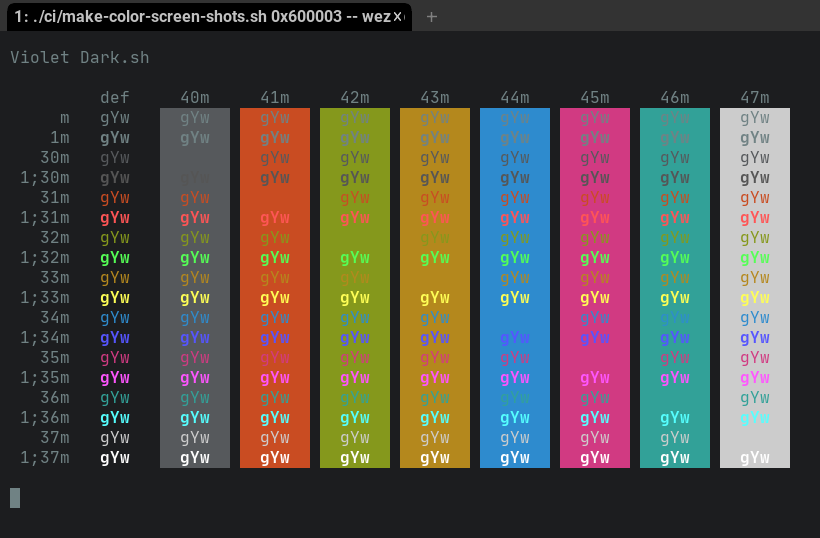 1: ./ci/make-color-screen-shots.sh 0x600003 -- wez× +
Violet Dark.sh
def 40m 41m 42m 43m 44m 45m 46m 47m
m gYw gYw gYw gYw gYw gYw gYw gYw gYw
1m gYw gYw gYw gYw gYw gYw gYw gYw gYw
30m gYw gYw gYw gYw gYw gYw gYw gYw
1;30m gYw gYw gYw gYw gYw gYw gYw gYw gYw
31m gYw gYw gYw gYw gYw gYw gYw gYw
1;31m gYw gYw gYw gYw gYw gYw gYw gYw gYw
32m gYw gYw gYw gYw gYw gYw gYw gYw
1;32m gYw gYw gYw gYw gYw gYw gYw gYw gYw
33m gYw gYw gYw gYw gYw gYw gYw gYw
1;33m gYw gYw gYw gYw gYw gYw gYw gYw gYw
34m gYw gYw gYw gYw gYw gYw gYw gYw
1;34m gYw gYw gYw gYw gYw gYw gYw gYw gYw
35m gYw gYw gYw gYw gYw gYw gYw gYw
1;35m gYw gYw gYw gYw gYw gYw gYw gYw gYw
36m gYw gYw gYw gYw gYw gYw gYw gYw
1;36m gYw gYw gYw gYw gYw gYw gYw gYw gYw
37m gYw gYw gYw gYw gYw gYw gYw gYw
1;37m gYw gYw gYw gYw gYw gYw gYw gYw gYw